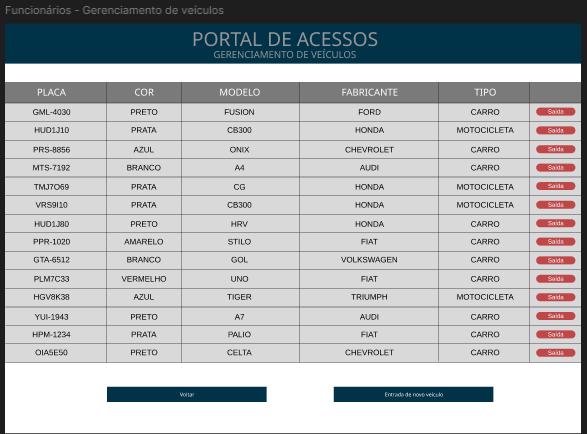 Funcionários - Gerenciamento de veículos
PORTAL DE ACESSOS
GERENCIAMENTO DE VEÍCULOS
PLACA COR MODELO FABRICANTE TIPO
GML-4030 PRETO FUSION FORD CARRO Saída
HUD1J10 PRATA CB300 HONDA MOTOCICLETA Saída
PRS-8856 AZUL ONIX CHEVROLET CARRO Saída
MTS-7192 BRANCO A4 AUDI CARRO Saída
TMJ7O69 PRATA CG HONDA MOTOCICLETA Saída
VRS9I10 PRATA CB300 HONDA MOTOCICLETA Saída
HUD1J80 PRETO HRV HONDA CARRO Saída
PPR-1020 AMARELO STILO FIAT CARRO Saída
GTA-6512 BRANCO GOL VOLKSWAGEN CARRO Saída
PLM7C33 VERMELHO UNO FIAT CARRO Saída
HGV8K38 AZUL TIGER TRIUMPH MOTOCICLETA Saída
YUI-1943 PRETO A7 AUDI CARRO Saída
HPM-1234 PRATA PALIO FIAT CARRO Saída
OIA5E50 PRETO CELTA CHEVROLET CARRO Saída
Voltar Entrada de novo veículo